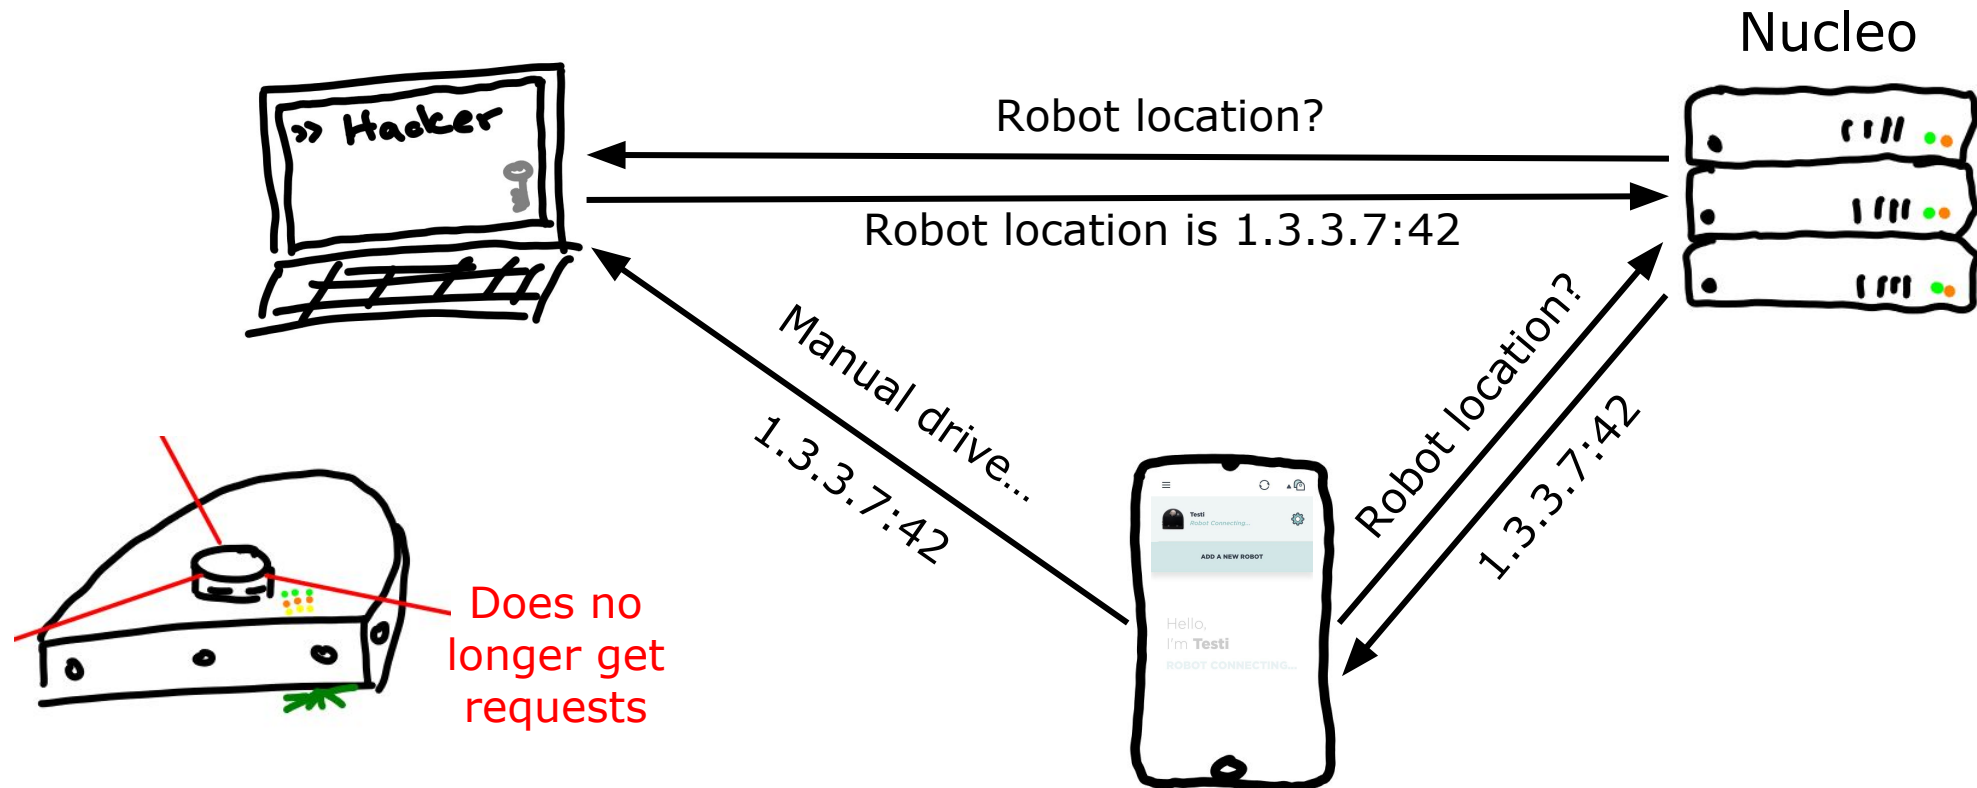 Nucleo
>> Hacker
Robot location?
Robot location is 1.3.3.7:42
Manual drive...
1.3.3.7:42
Robot location?
1.3.3.7:42
Does no
longer get
requests
Testi
Robot Connecting...
ADD A NEW ROBOT
Hello,
I'm Testi
ROBOT CONNECTING...